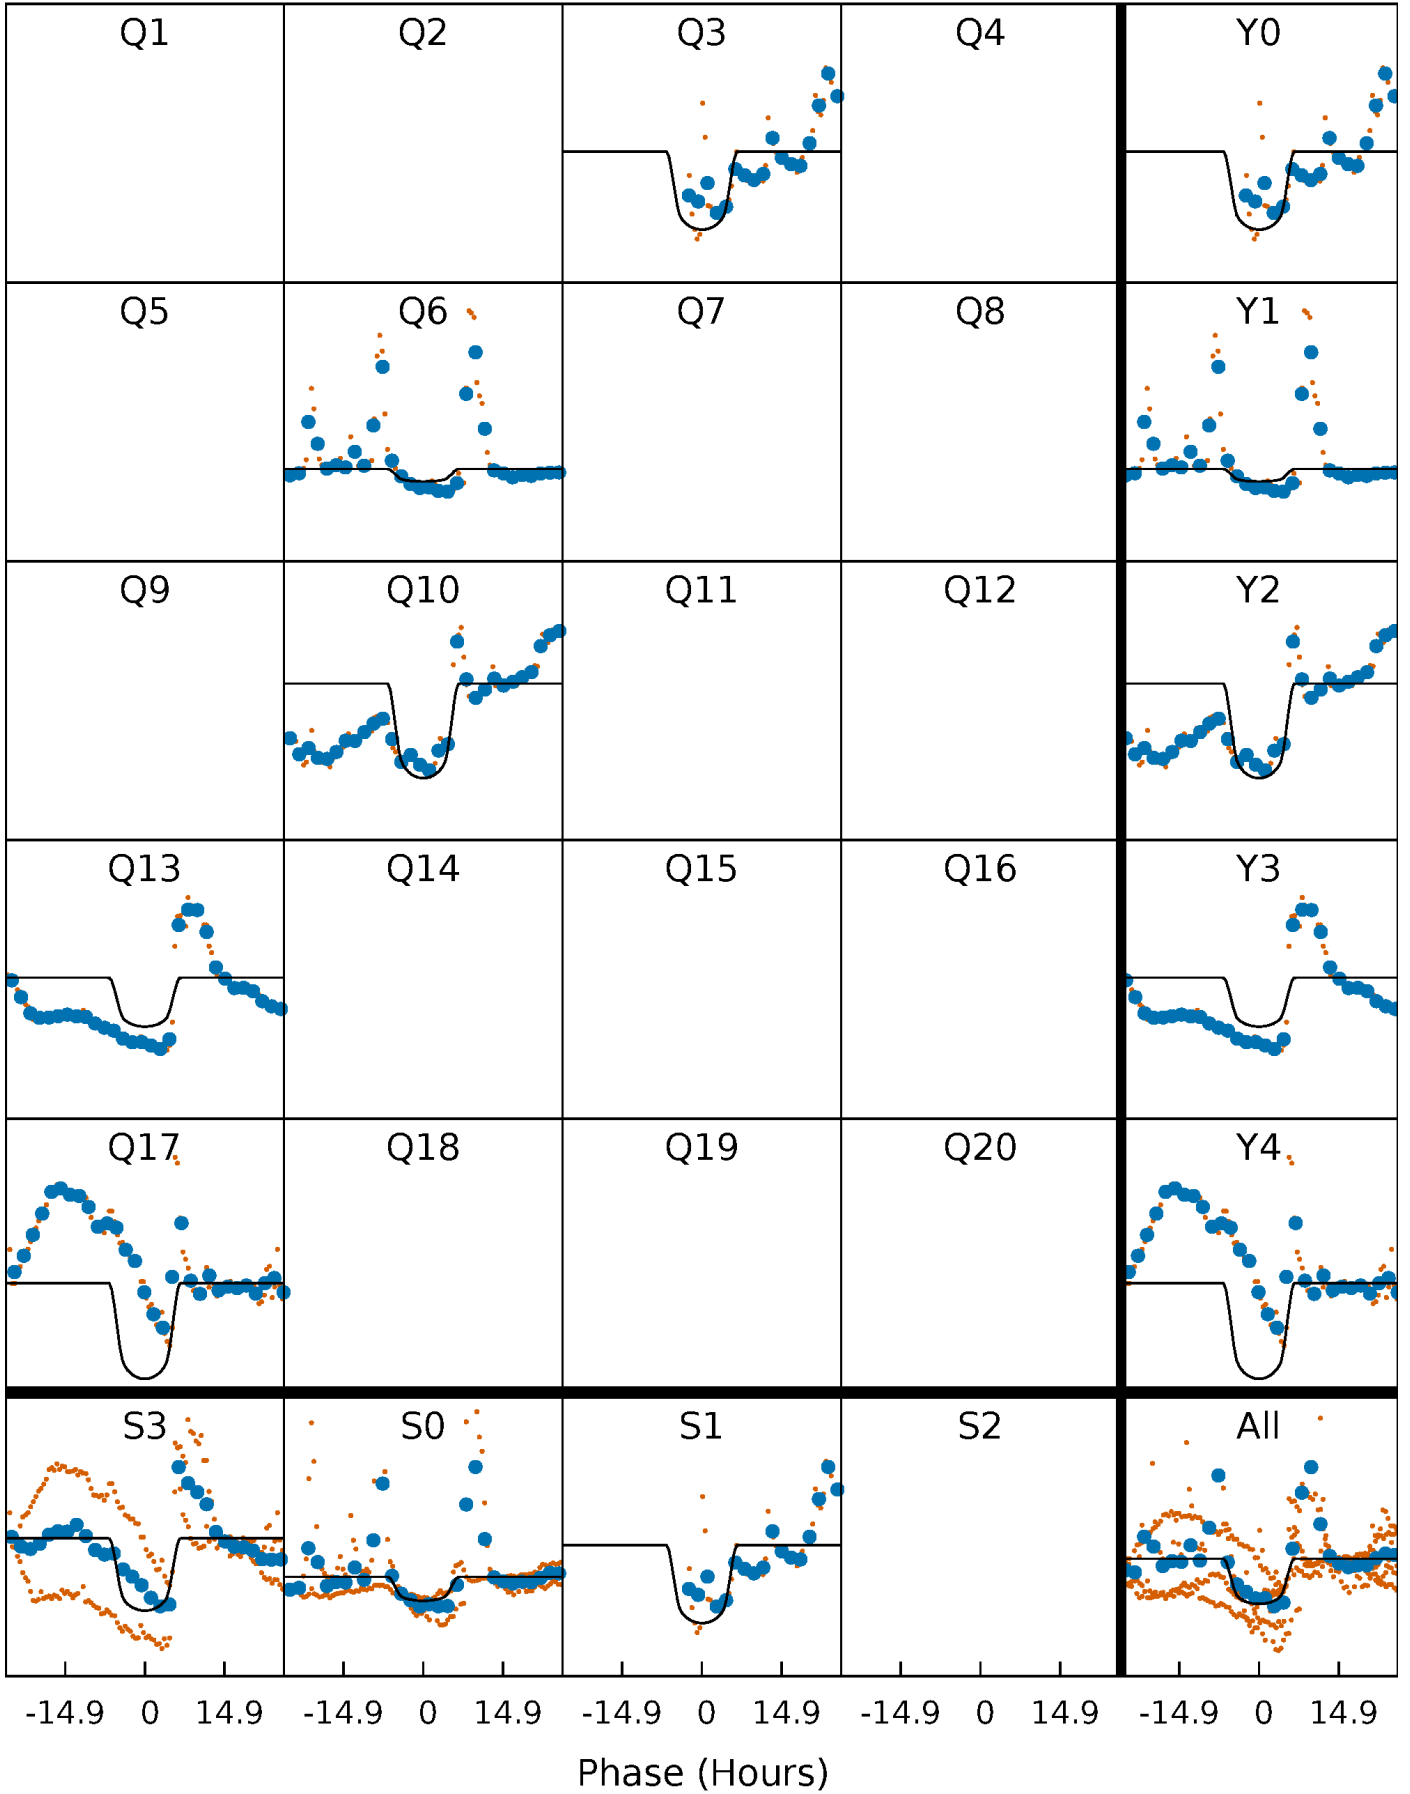 Q1 Q2 Q3 Q4 Y0
Q5 Q6 Q7 Q8 Y1
Q9 Q10 Q11 Q12 Y2
Q13 Q14 Q15 Q16 Y3
Q17 Q18 Q19 Q20 Y4
S3 S0 S1 S2 All
-14.9 0 14.9 -14.9 0 14.9 -14.9 0 14.9 -14.9 0 14.9 -14.9 0 14.9
Phase (Hours)